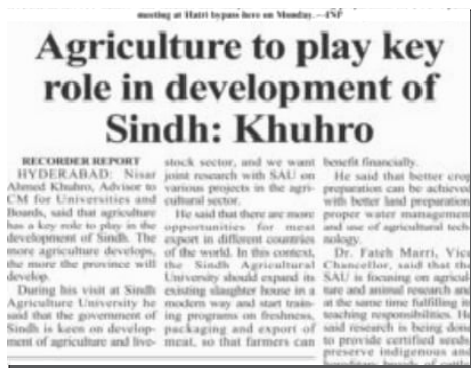 meeting at Hatri bypass here on Monday.—INP
Agriculture to play key
role in development of
Sindh: Khuhro
RECORDER REPORT
HYDERABAD: Nisar
Ahmed Khuhro, Advisor to
CM for Universities and
Boards, said that agriculture
has a key role to play in the
development of Sindh. The
more agriculture develops,
the more the province will
develop.
During his visit at Sindh
Agriculture University he
said that the government of
Sindh is keen on develop-
ment of agriculture and live-
stock sector, and we want
joint research with SAU on
various projects in the agri-
cultural sector.
He said that there are more
opportunities for meat
export in different countries
of the world. In this context,
the Sindh Agricultural
University should expand its
existing slaughter house in a
modern way and start train-
ing programs on freshness,
packaging and export of
meat, so that farmers can
benefit financially.
He said that better crop
preparation can be achieved
with better land preparation
proper water management
and use of agricultural tech
nology.
Dr. Fateh Marri, Vice
Chancellor, said that the
SAU is focusing on agricul
ture and animal research and
at the same time fulfilling it
teaching responsibilities. He
said research is being done
to provide certified seeds
preserve indigenous and
hereditary breeds of cattle